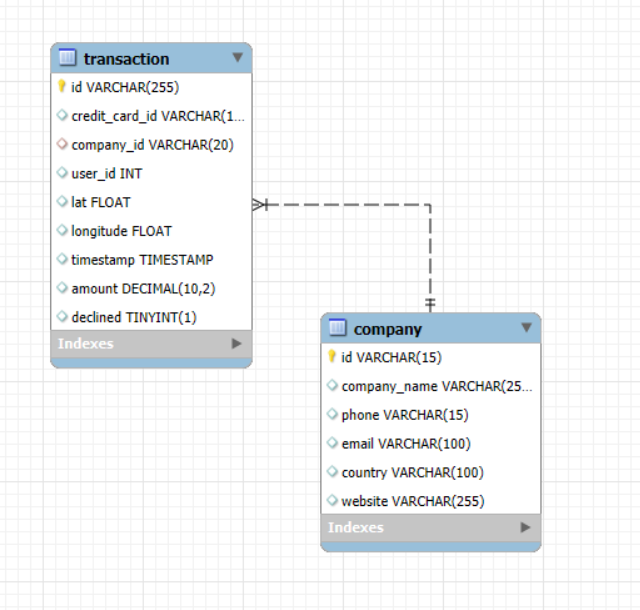 transaction
id VARCHAR(255)
credit_card_id VARCHAR(1...
company_id VARCHAR(20)
user_id INT
lat FLOAT
longitude FLOAT
timestamp TIMESTAMP
amount DECIMAL(10,2)
declined TINYINT(1)
Indexes
company
id VARCHAR(15)
company_name VARCHAR(25...
phone VARCHAR(15)
email VARCHAR(100)
country VARCHAR(100)
website VARCHAR(255)
Indexes